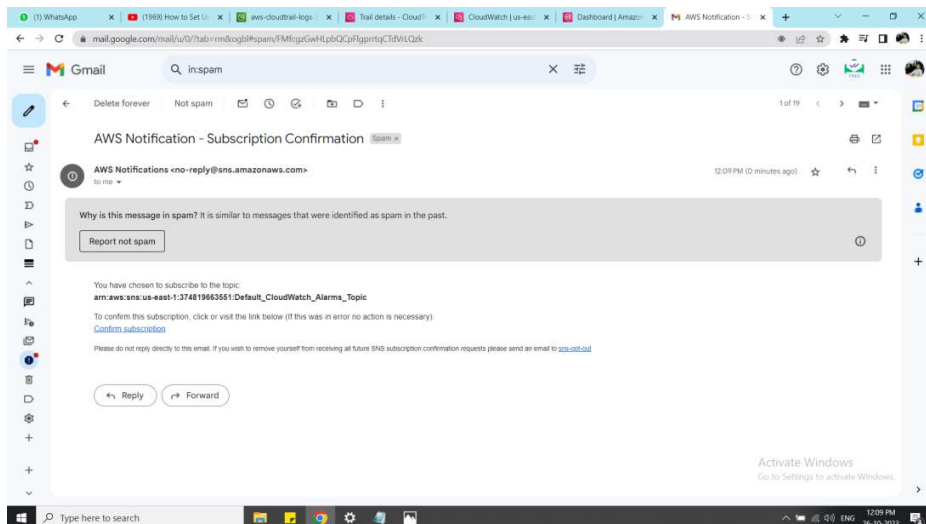 (1) WhatsApp
(1969) How to Set U
aws-cloudtrail-logs-
Trail details - CloudT
CloudWatch | us-eas
Dashboard | Amazon
AWS Notification - S
mail.google.com/mail/u/0/?tab=rm&ogbl#spam/FMfcgzGwHLpbQCpFlgprrtqCTdVrLQzk
Gmail
in:spam
FREE
Delete forever
Not spam
1 of 19
AWS Notification - Subscription Confirmation
Spam x
AWS Notifications <no-reply@sns.amazonaws.com>
12:09 PM (0 minutes ago)
to me
Why is this message in spam? It is similar to messages that were identified as spam in the past.
Report not spam
You have chosen to subscribe to the topic:
arn:aws:sns:us-east-1:374819663551:Default_CloudWatch_Alarms_Topic
To confirm this subscription, click or visit the link below (If this was in error no action is necessary):
Confirm subscription
Please do not reply directly to this email. If you wish to remove yourself from receiving all future SNS subscription confirmation requests please send an email to sns-opt-out
Reply
Forward
Activate Windows
Go to Settings to activate Windows.
Type here to search
ENG
12:09 PM
26-10-2023